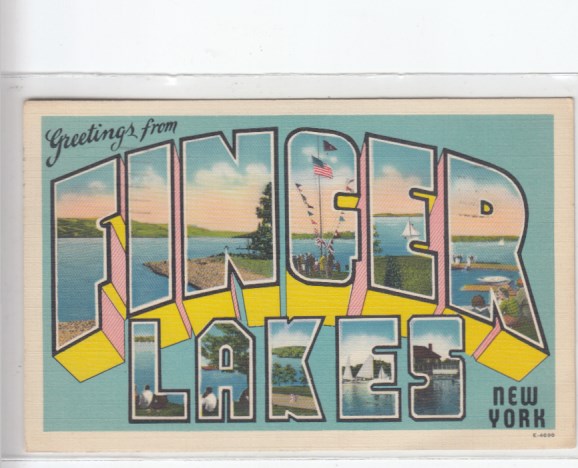 Greetings from
FINGER
LAKES
NEW
YORK